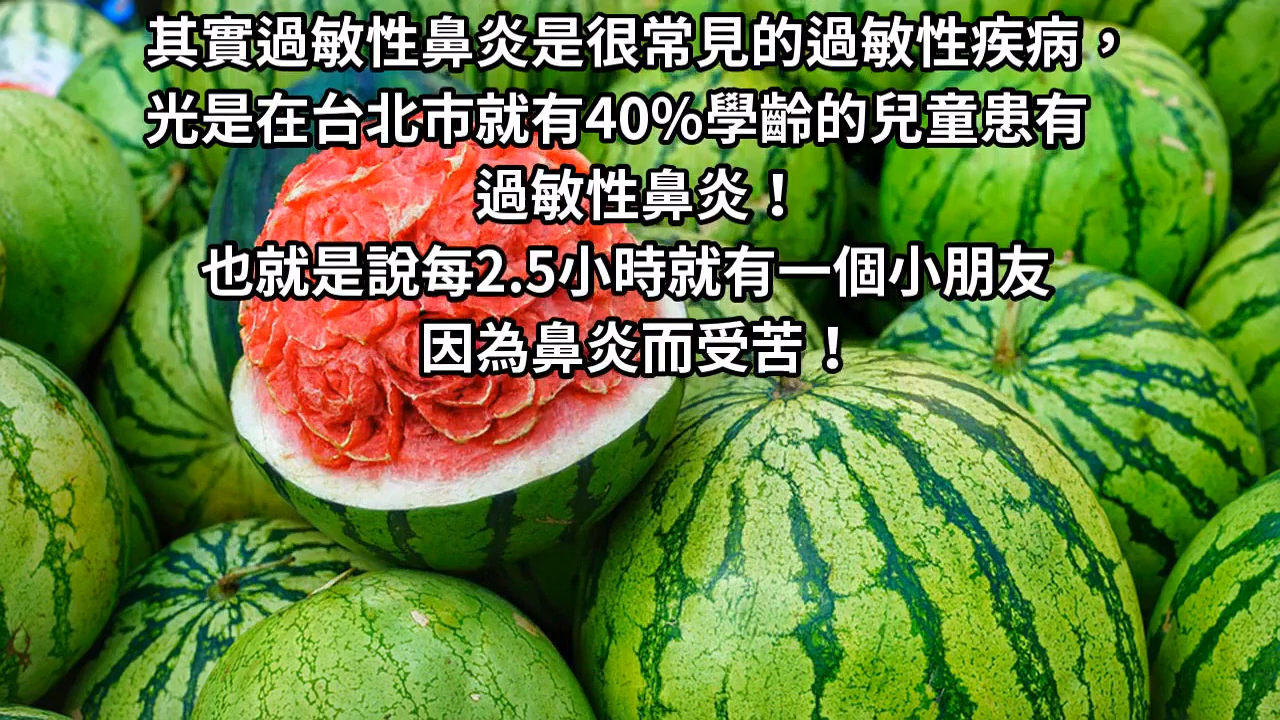 其實過敏性鼻炎是很常見的過敏性疾病，
光是在台北市就有40%學齡的兒童患有
過敏性鼻炎！
也就是說每2.5小時就有一個小朋友
因為鼻炎而受苦！